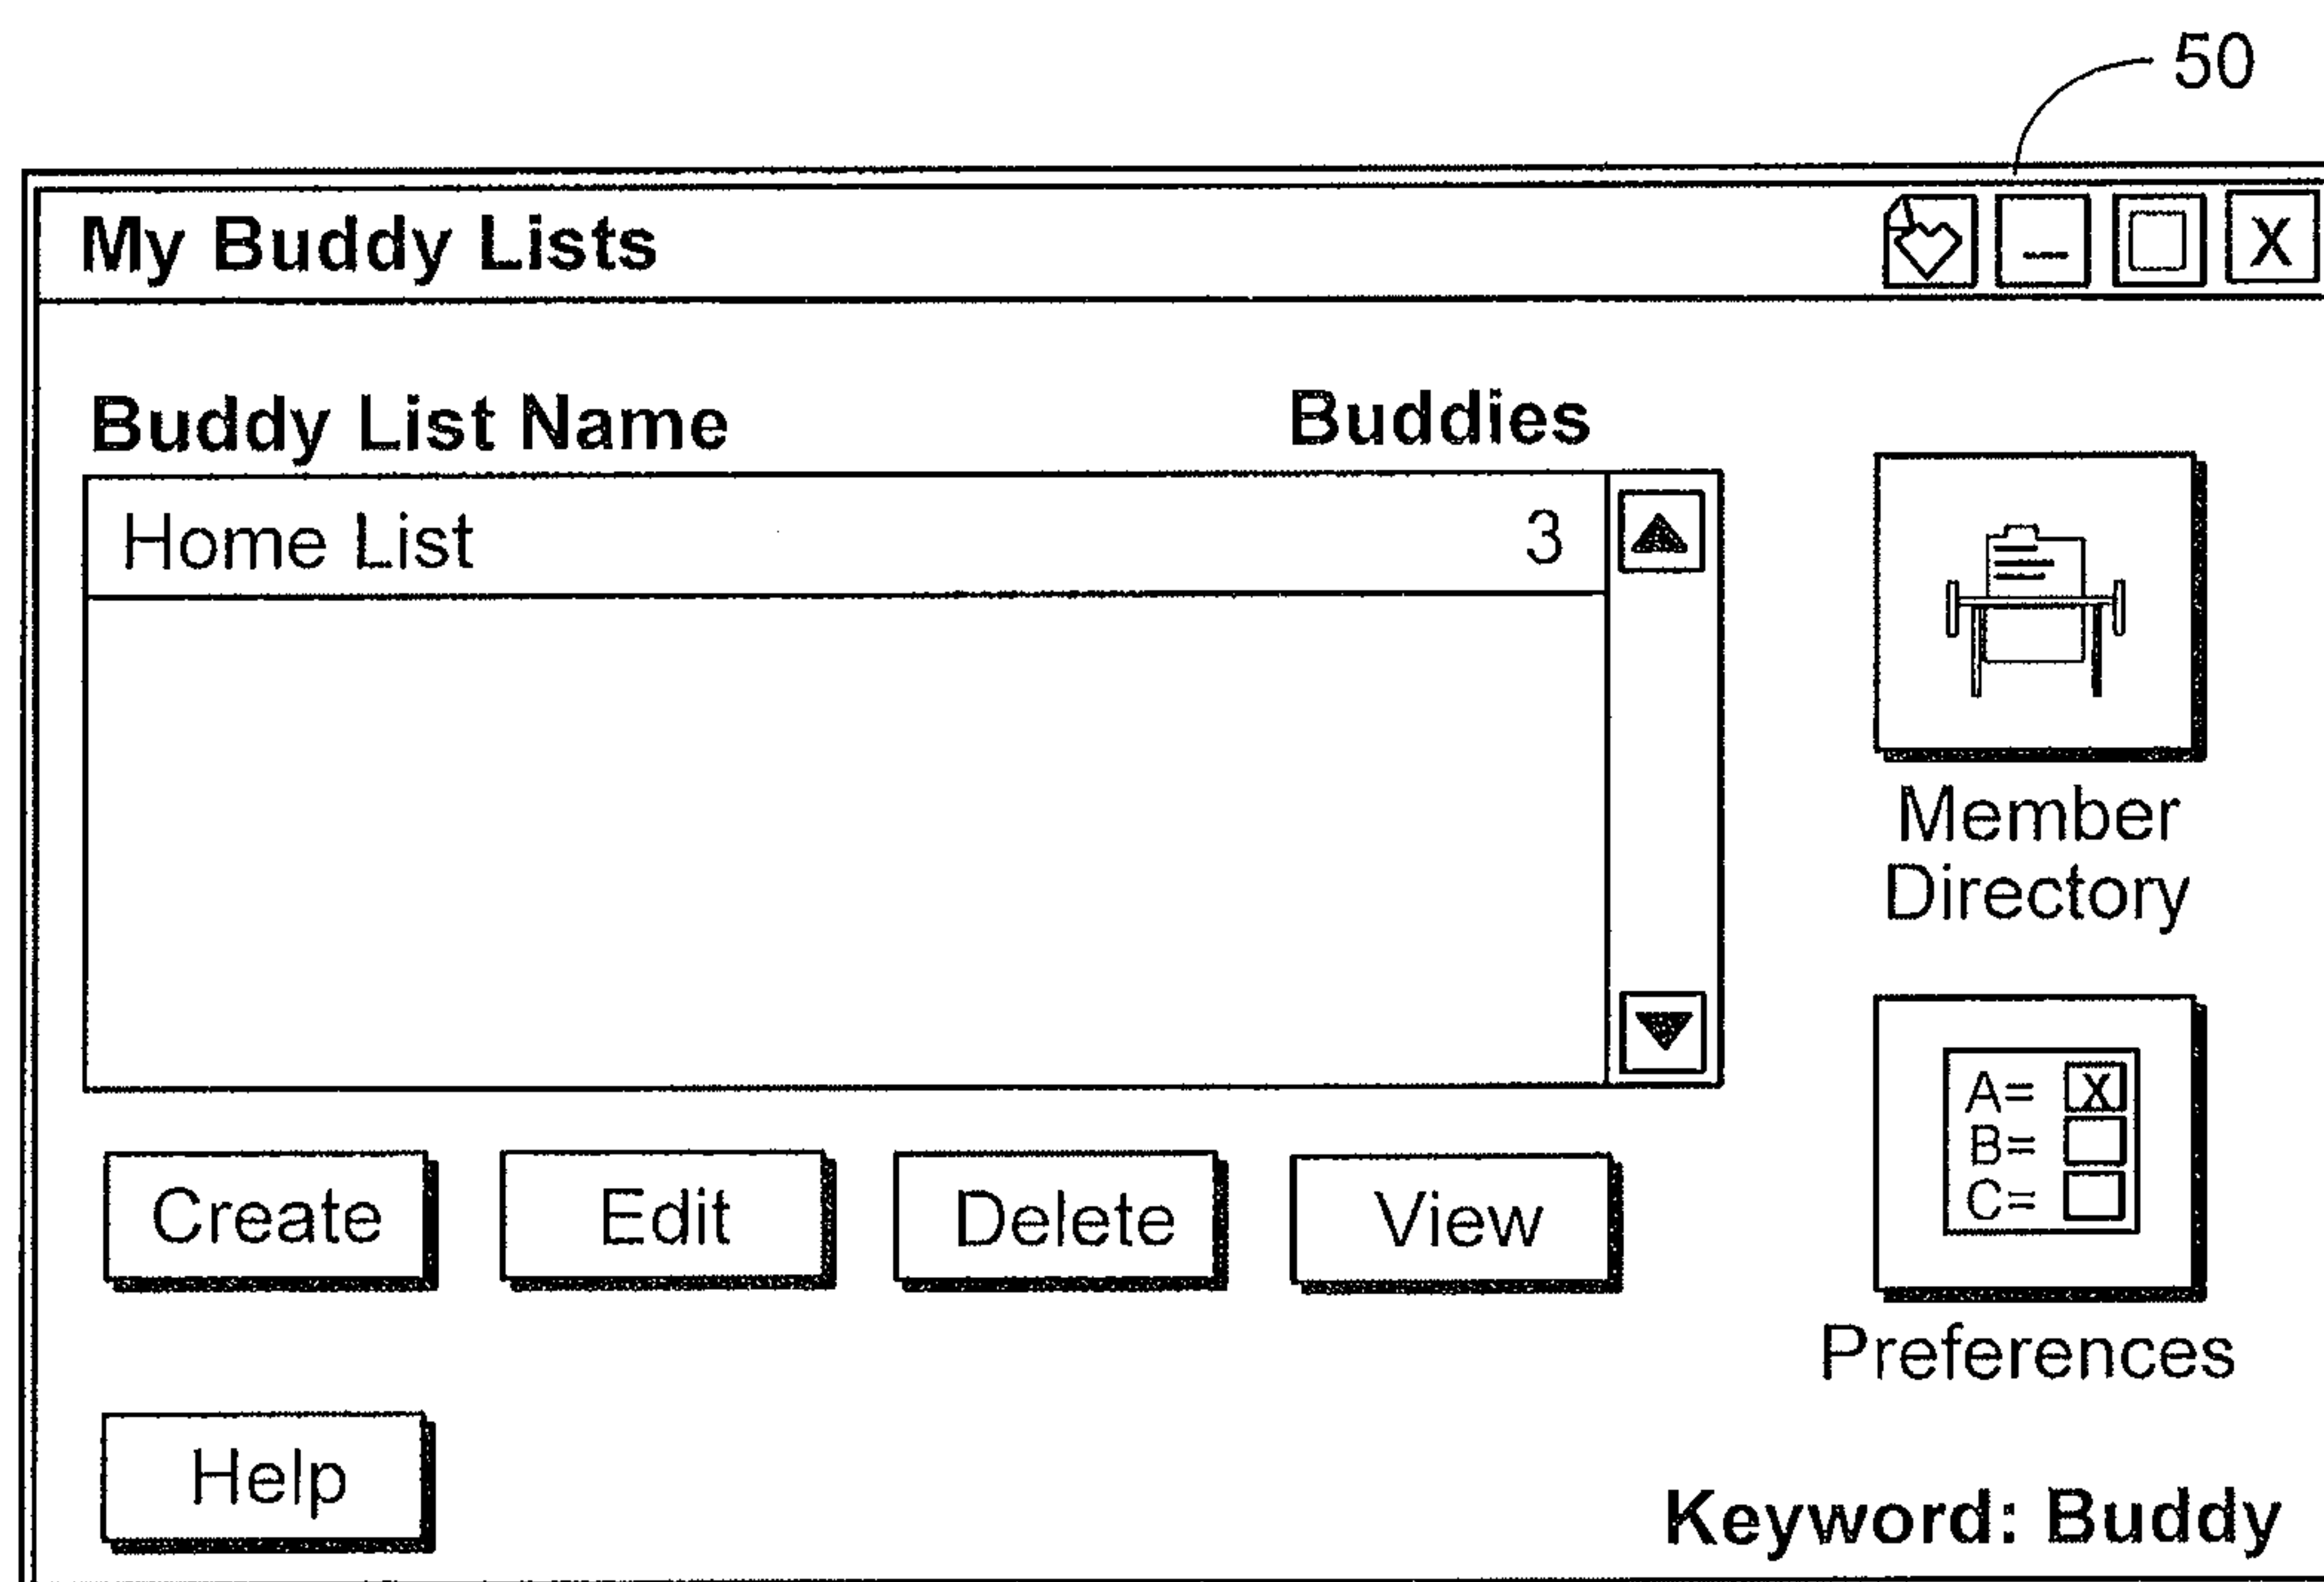 50
My Buddy Lists
X
Buddy List Name Buddies
Home List 3
Member
Directory
A= X
B=
C=
Create Edit Delete View
Preferences
Help
Keyword: Buddy